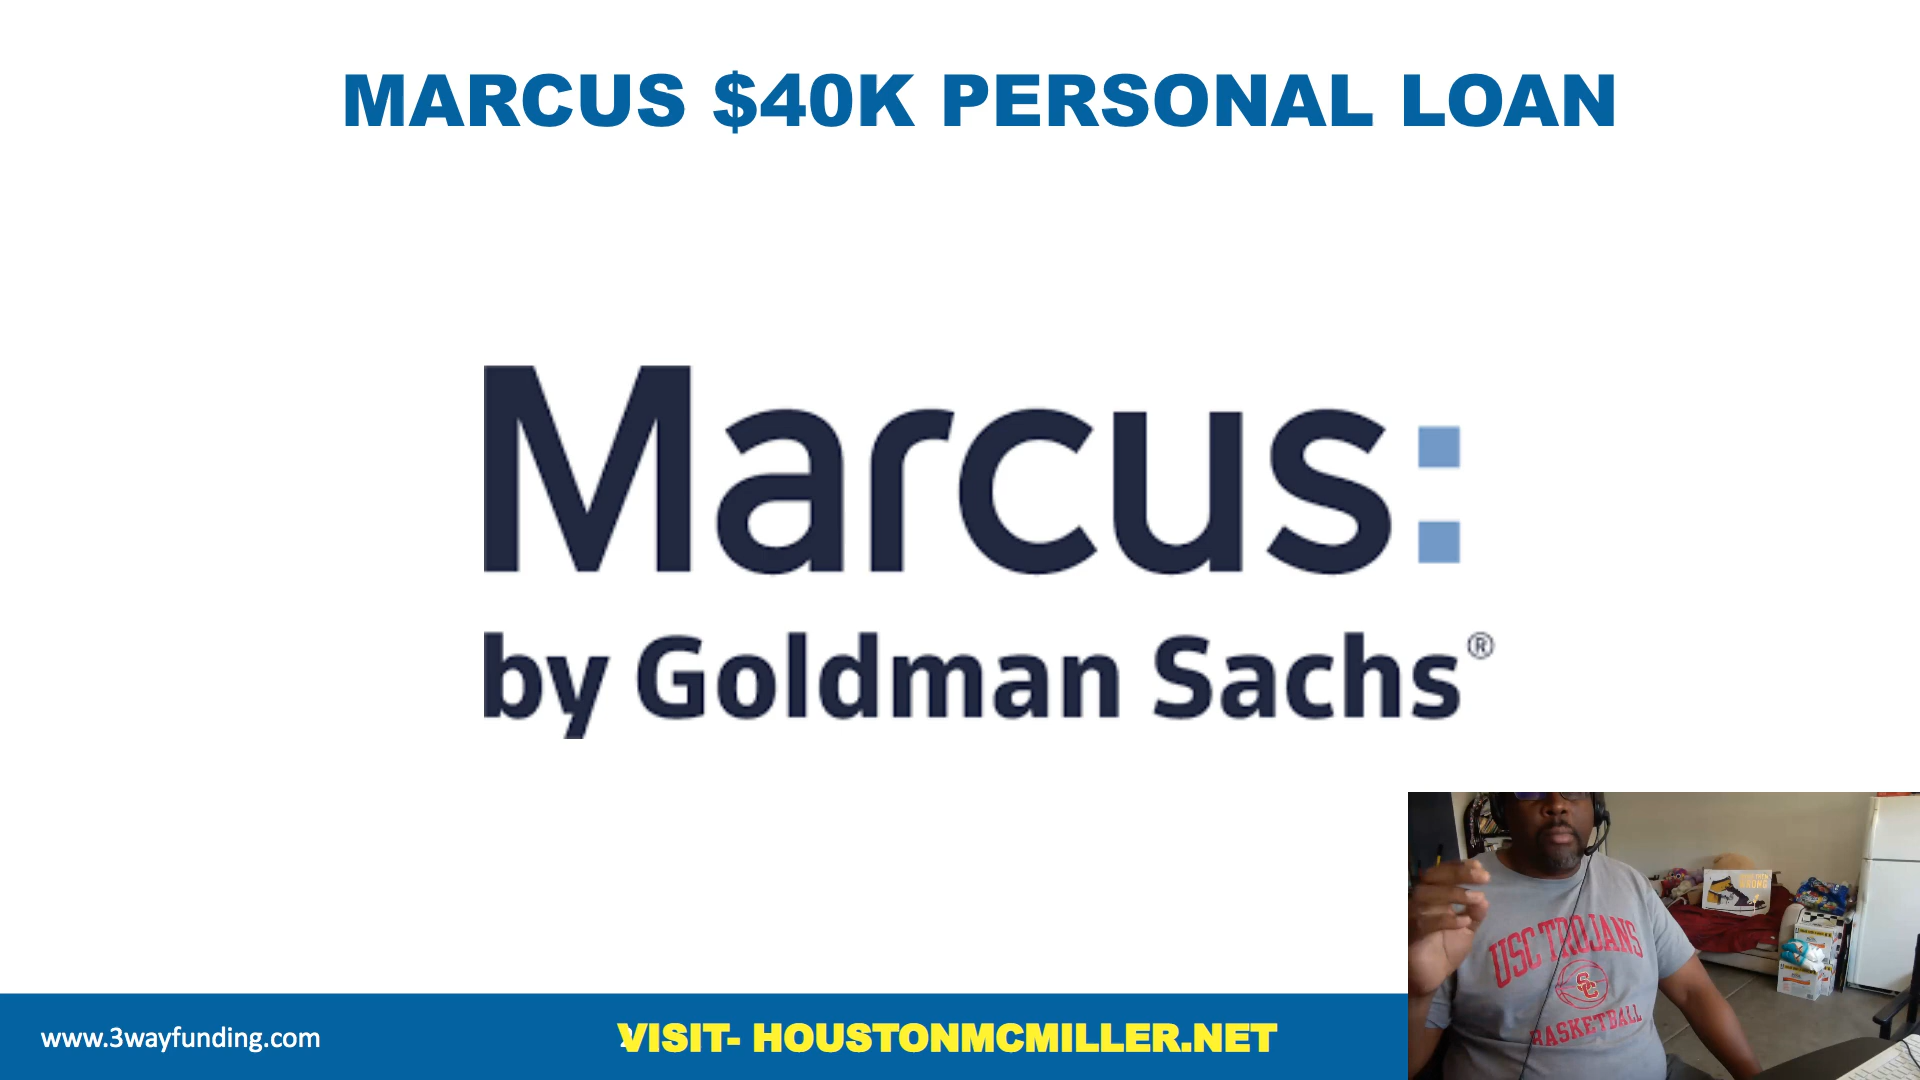 MARCUS $40K PERSONAL LOAN
Marcus:
by Goldman Sachs®
USC TROJANS
SC
BASKETBALL
www.3wayfunding.com
VISIT- HOUSTONMCMILLER.NET